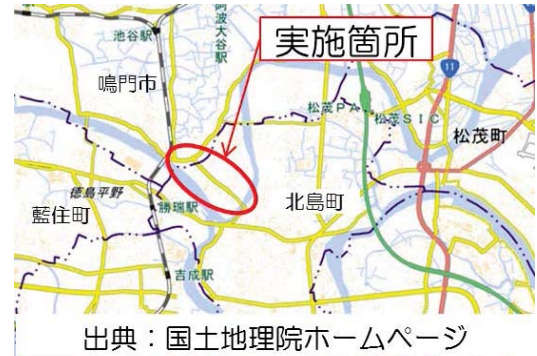 阿波大谷駅
実施箇所
池谷駅
11
鳴門市
松茂PA
松茂SIC
松茂町
徳島平野
勝瑞駅
北島町
藍住町
吉成駅
出典：国土地理院ホームページ